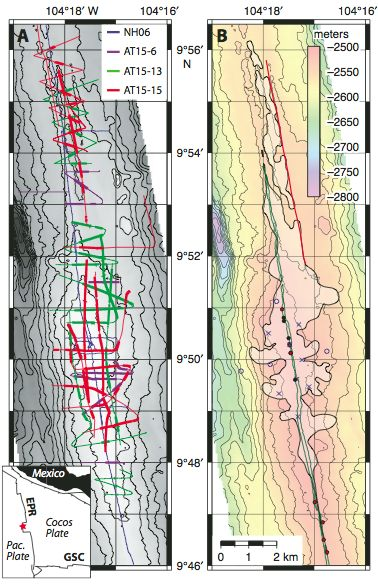 104°18' W
104°16'
104°18'
104°16'
A
NH06
AT15-6
AT15-13
AT15-15
9°56'
N
9°54'
9°52'
9°50'
9°48'
9°46'
B
meters
−2500
−2550
−2600
−2650
−2700
−2750
−2800
0
1
2 km
Mexico
EPR
Cocos
Plate
Pac.
Plate
GSC